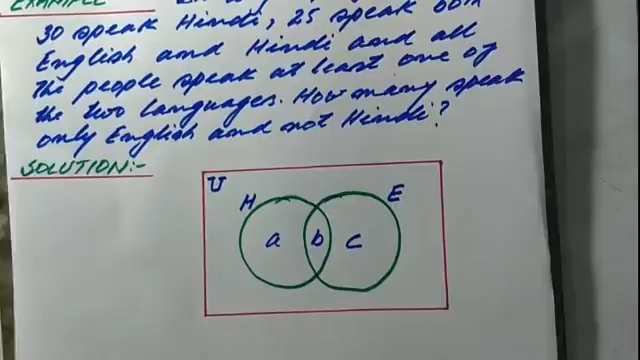 EXAMPLE
30 speak Hindi, 25 speak both
English and Hindi and all
the people speak at least one of
the two languages. How many speak
only English and not Hindi?
SOLUTION:-
U
H E
a b c